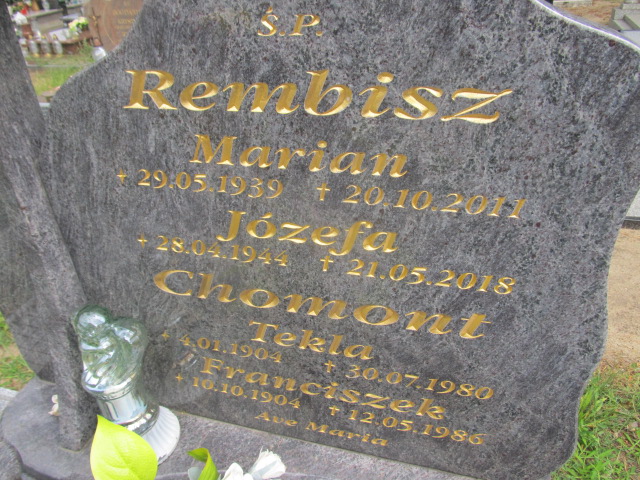 Ś.P.
Rembisz
Marian
+ 29.05.1939 † 20.10.2011
Józefa
+ 28.04.1944 † 21.05.2018
Chomont
Tekla
+ 4.01.1904 † 30.07.1980
Franciszek
+ 10.10.1904 † 12.05.1986
Ave Maria